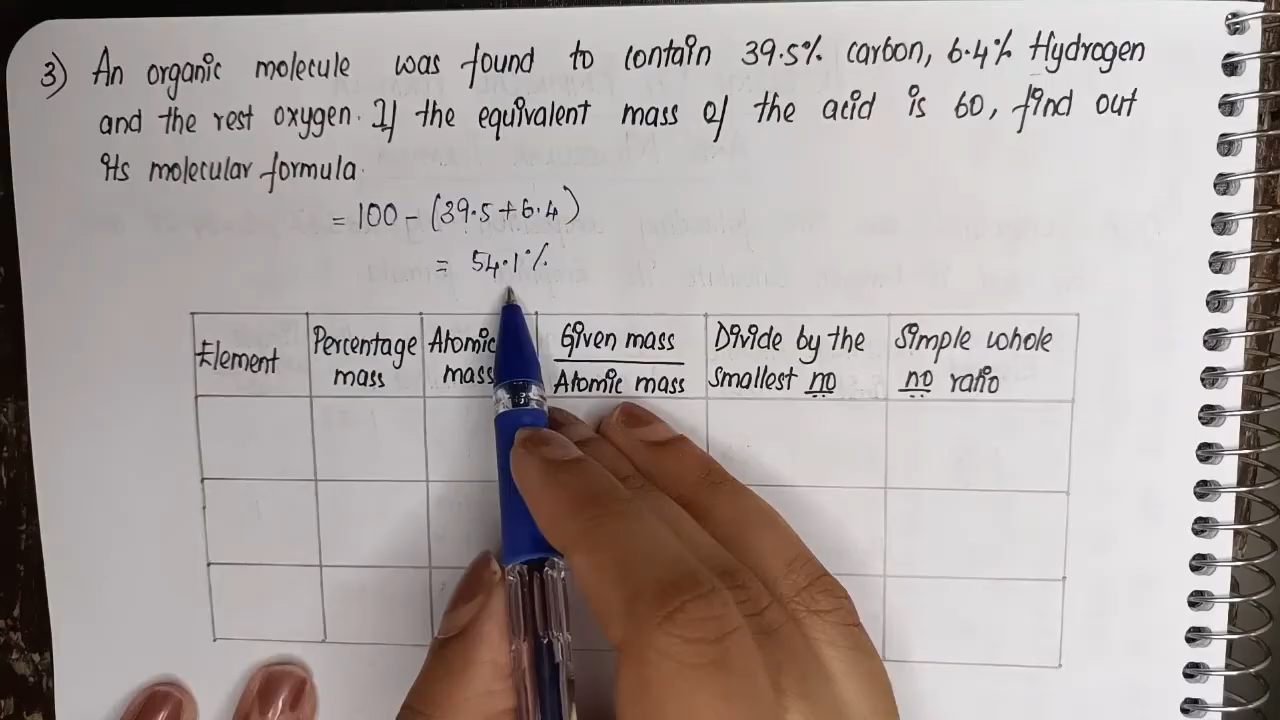 3) An organic molecule was found to contain 39.5% carbon, 6.4% Hydrogen
and the rest oxygen. If the equivalent mass of the acid is 60, find out
its molecular formula.
= 100 - (39.5+6.4)
= 54.1%
Element Percentage mass Atomic mass Given mass / Atomic mass Divide by the smallest no Simple whole no ratio